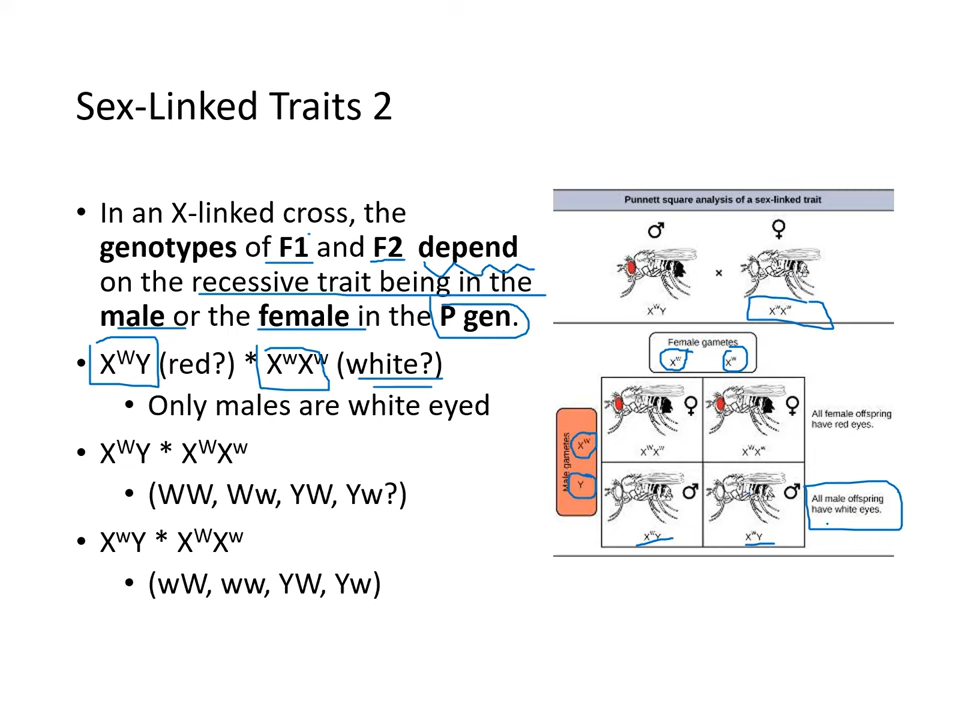 Sex-Linked Traits 2
• In an X-linked cross, the
genotypes of F1 and F2 depend
on the recessive trait being in the
male or the female in the P gen.
• XᵂY (red?) * XʷXʷ (white?)
• Only males are white eyed
• XᵂY * XᵂXʷ
• (WW, Ww, YW, Yw?)
• XʷY * XᵂXʷ
• (wW, ww, YW, Yw)
Punnett square analysis of a sex-linked trait
♂ ♀
×
XᵂY XʷXʷ
Female gametes
Xʷ Xʷ
Male gametes
Xᵂ
Y
♀ ♀
XᵂXʷ XᵂXʷ
All female offspring
have red eyes.
♂ ♂
XʷY XʷY
All male offspring
have white eyes.